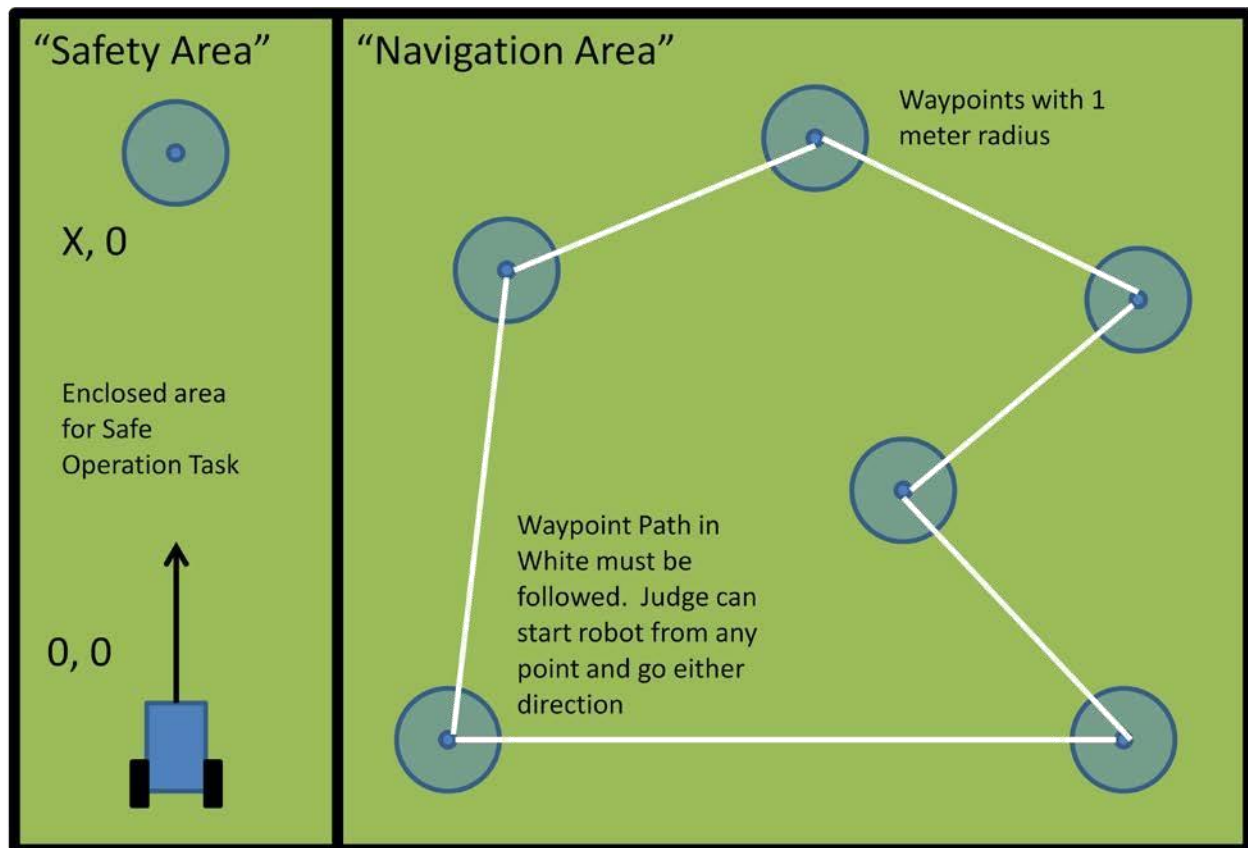 “Safety Area”
X, 0
Enclosed area
for Safe
Operation Task
0, 0
“Navigation Area”
Waypoints with 1
meter radius
Waypoint Path in
White must be
followed.  Judge can
start robot from any
point and go either
direction